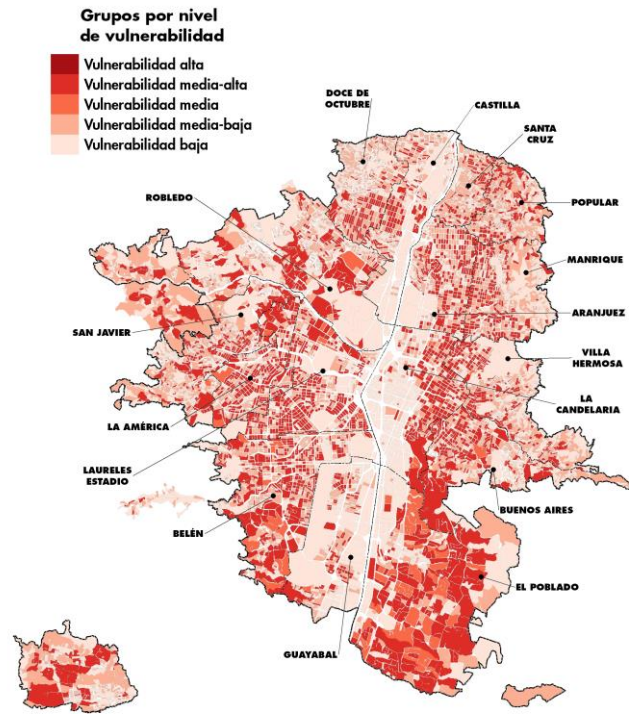 Grupos por nivel
de vulnerabilidad
Vulnerabilidad alta
Vulnerabilidad media-alta
Vulnerabilidad media
Vulnerabilidad media-baja
Vulnerabilidad baja
DOCE DE
OCTUBRE
CASTILLA
SANTA
CRUZ
ROBLEDO
POPULAR
MANRIQUE
SAN JAVIER
ARANJUEZ
VILLA
HERMOSA
LA AMÉRICA
LA
CANDELARIA
LAURELES
ESTADIO
BUENOS AIRES
BELÉN
EL POBLADO
GUAYABAL